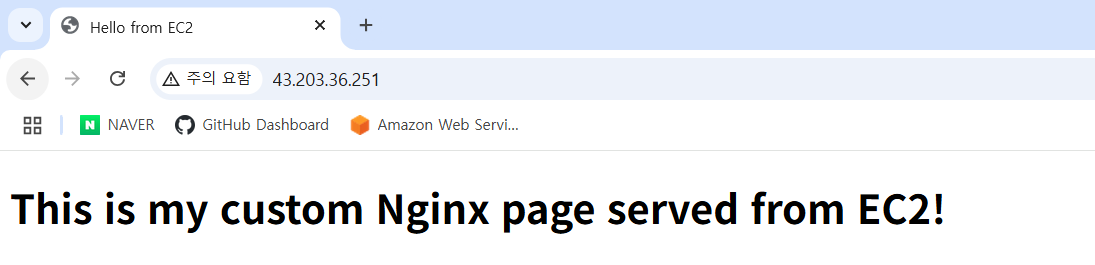 Hello from EC2
주의 요함 43.203.36.251
NAVER GitHub Dashboard Amazon Web Servi...
This is my custom Nginx page served from EC2!